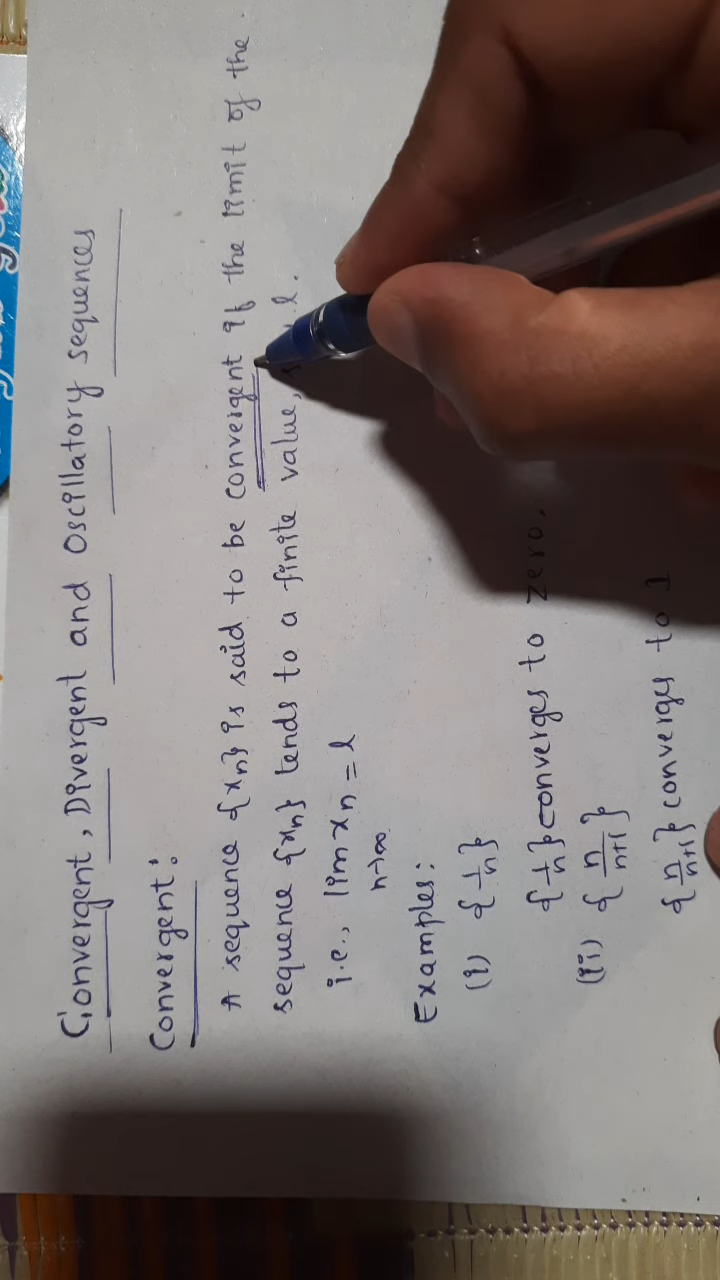 Convergent, Divergent and Oscillatory sequences
Convergent:
A sequence {xn} is said to be convergent if the limit of the
sequence {xn} tends to a finite value, l.
i.e., lim xn = l
n→∞
Examples:
(i) {1/n}
{1/n} converges to zero.
(ii) {n/n+1}
{n/n+1} converges to 1